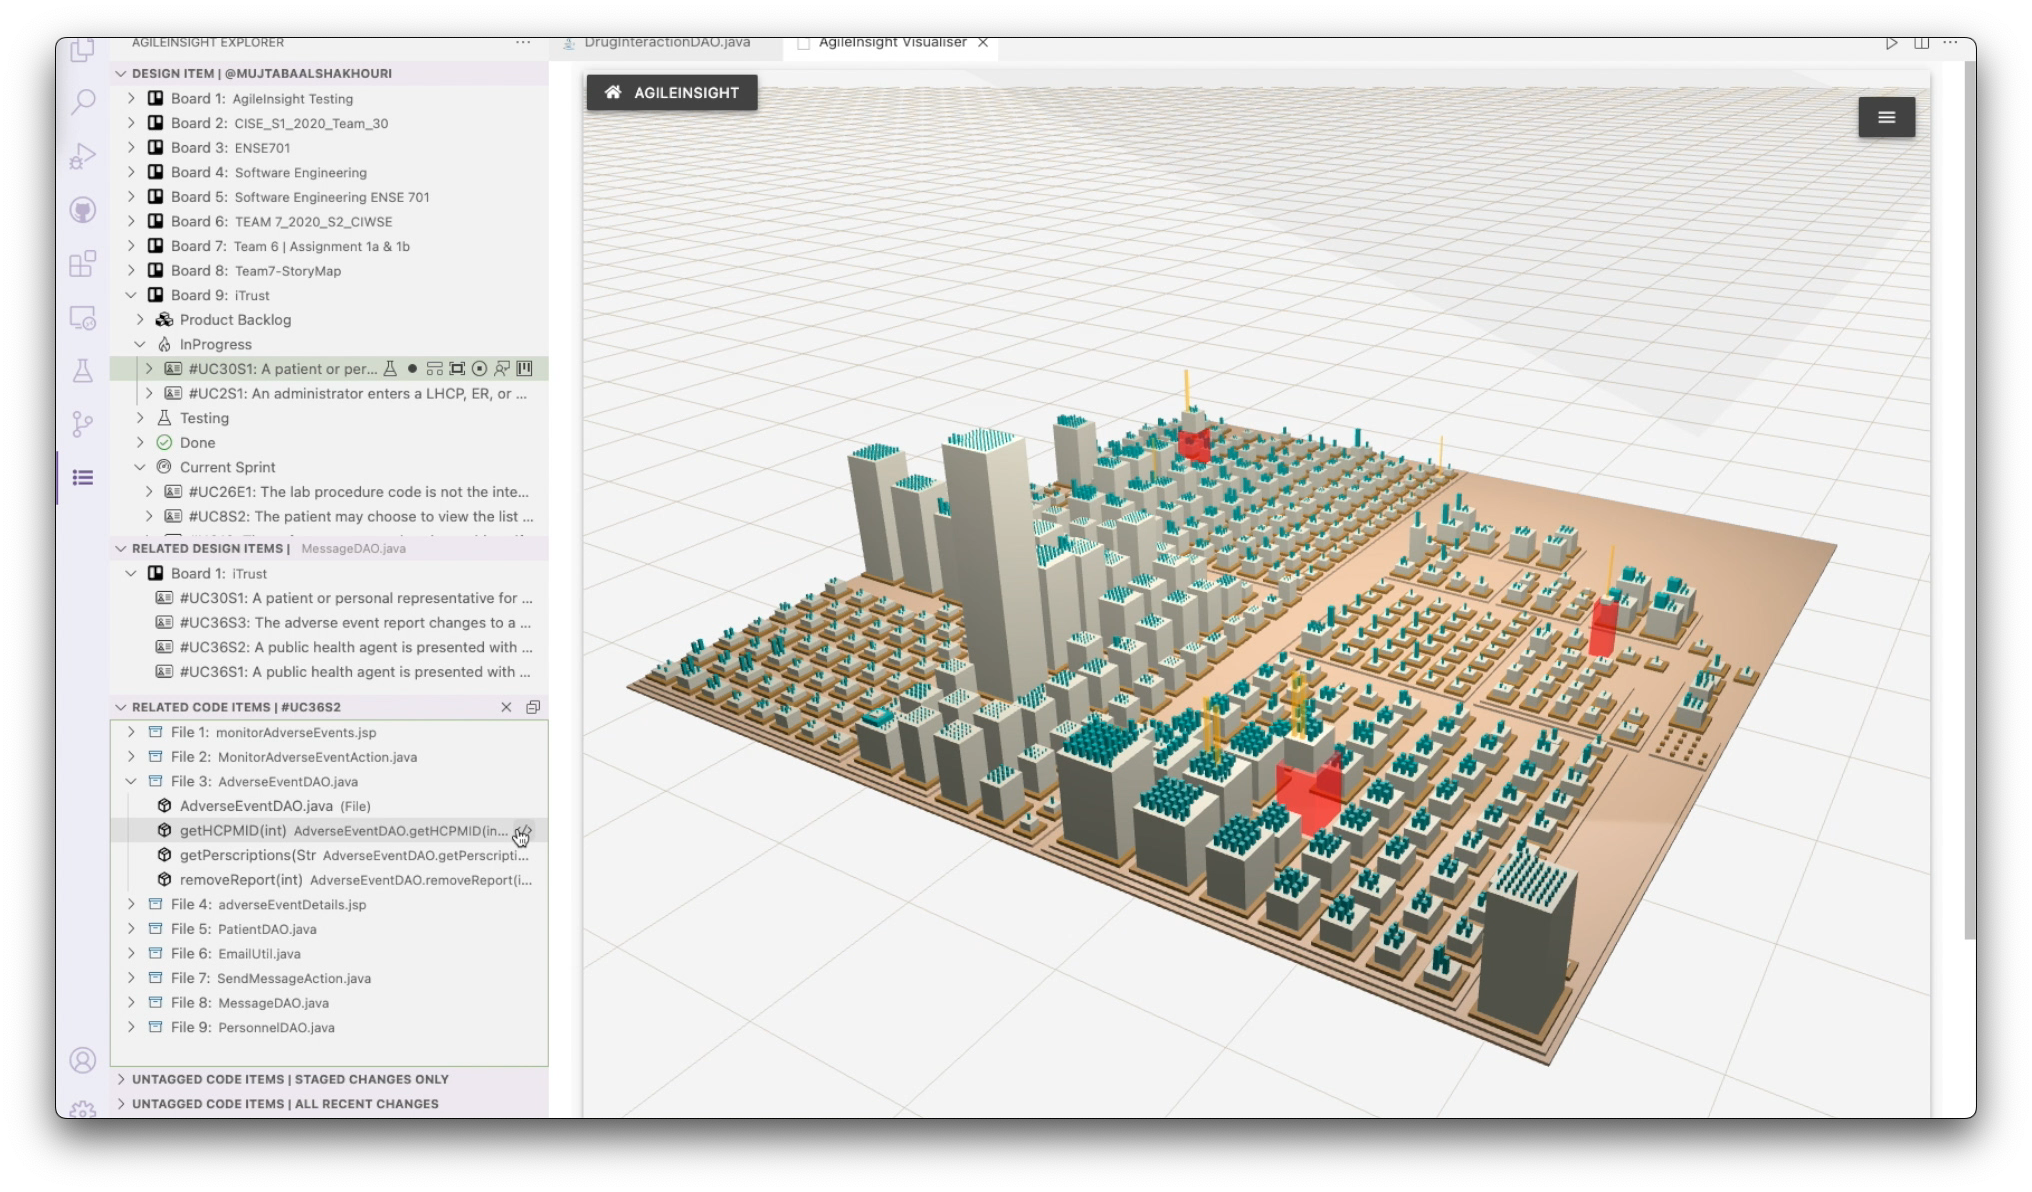 AGILEINSIGHT EXPLORER
DrugInteractionDAO.java
AgileInsight Visualiser
DESIGN ITEM | @MUJTABAALSHAKHOURI
Board 1: AgileInsight Testing
Board 2: CISE_S1_2020_Team_30
Board 3: ENSE701
Board 4: Software Engineering
Board 5: Software Engineering ENSE 701
Board 6: TEAM 7_2020_S2_CIWSE
Board 7: Team 6 | Assignment 1a & 1b
Board 8: Team7-StoryMap
Board 9: iTrust
Product Backlog
InProgress
#UC30S1: A patient or per...
#UC2S1: An administrator enters a LHCP, ER, or ...
Testing
Done
Current Sprint
#UC26E1: The lab procedure code is not the inte...
#UC8S2: The patient may choose to view the list ...
RELATED DESIGN ITEMS | MessageDAO.java
Board 1: iTrust
#UC30S1: A patient or personal representative for ...
#UC36S3: The adverse event report changes to a ...
#UC36S2: A public health agent is presented with ...
#UC36S1: A public health agent is presented with ...
RELATED CODE ITEMS | #UC36S2
File 1: monitorAdverseEvents.jsp
File 2: MonitorAdverseEventAction.java
File 3: AdverseEventDAO.java
AdverseEventDAO.java (File)
getHCPMID(int) AdverseEventDAO.getHCPMID(in...
getPerscriptions(Str AdverseEventDAO.getPerscripti...
removeReport(int) AdverseEventDAO.removeReport(i...
File 4: adverseEventDetails.jsp
File 5: PatientDAO.java
File 6: EmailUtil.java
File 7: SendMessageAction.java
File 8: MessageDAO.java
File 9: PersonnelDAO.java
UNTAGGED CODE ITEMS | STAGED CHANGES ONLY
UNTAGGED CODE ITEMS | ALL RECENT CHANGES
AGILEINSIGHT